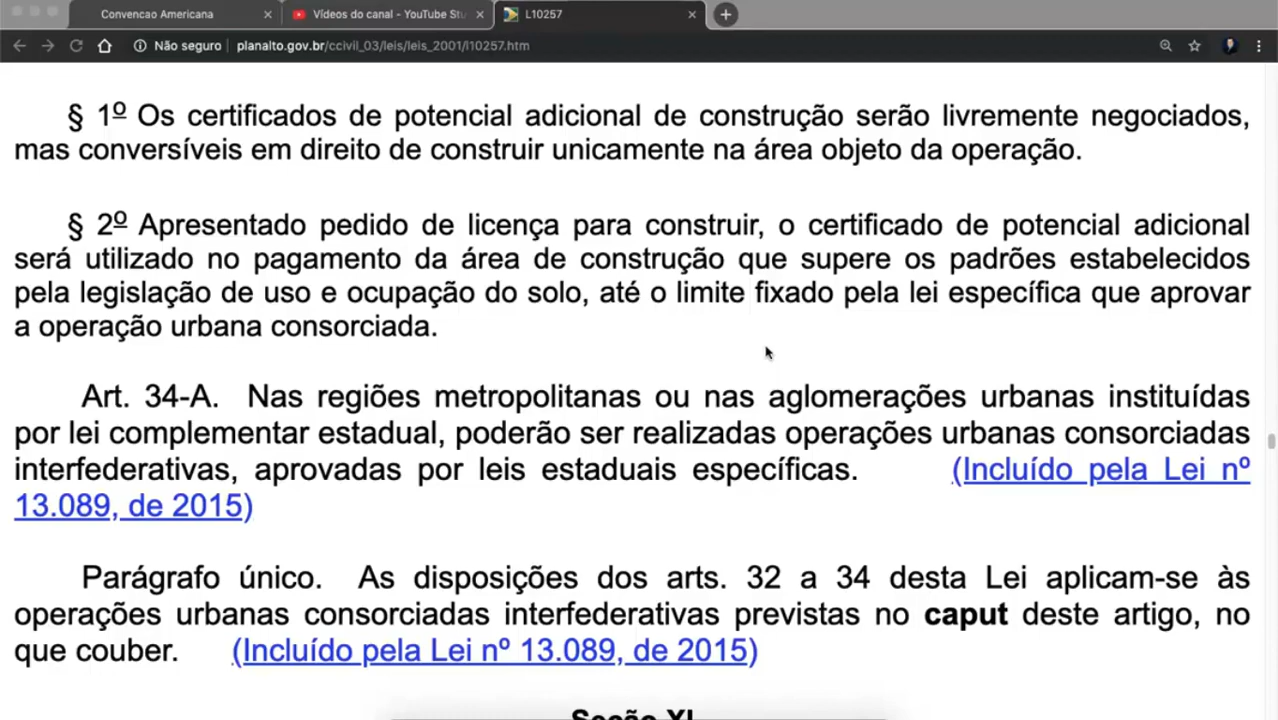 Convencao Americana
Vídeos do canal - YouTube Stu
L10257
Não seguro
planalto.gov.br/ccivil_03/leis/leis_2001/l10257.htm
§ 1º Os certificados de potencial adicional de construção serão livremente negociados,
mas conversíveis em direito de construir unicamente na área objeto da operação.
§ 2º Apresentado pedido de licença para construir, o certificado de potencial adicional
será utilizado no pagamento da área de construção que supere os padrões estabelecidos
pela legislação de uso e ocupação do solo, até o limite fixado pela lei específica que aprovar
a operação urbana consorciada.
Art. 34-A. Nas regiões metropolitanas ou nas aglomerações urbanas instituídas
por lei complementar estadual, poderão ser realizadas operações urbanas consorciadas
interfederativas, aprovadas por leis estaduais específicas. (Incluído pela Lei nº
13.089, de 2015)
Parágrafo único. As disposições dos arts. 32 a 34 desta Lei aplicam-se às
operações urbanas consorciadas interfederativas previstas no caput deste artigo, no
que couber. (Incluído pela Lei nº 13.089, de 2015)
Seção XI